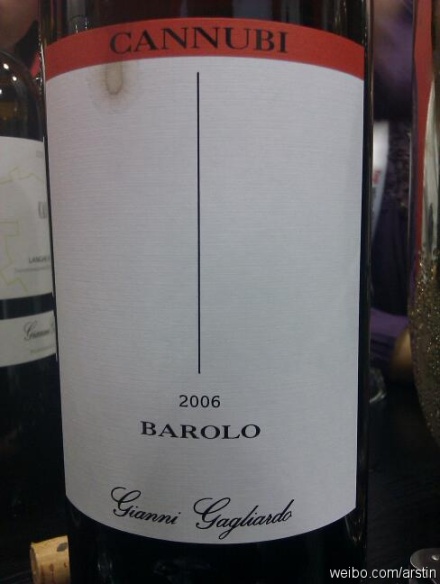 CANNUBI
2006
BAROLO
Gianni Gagliardo
weibo.com/arstin